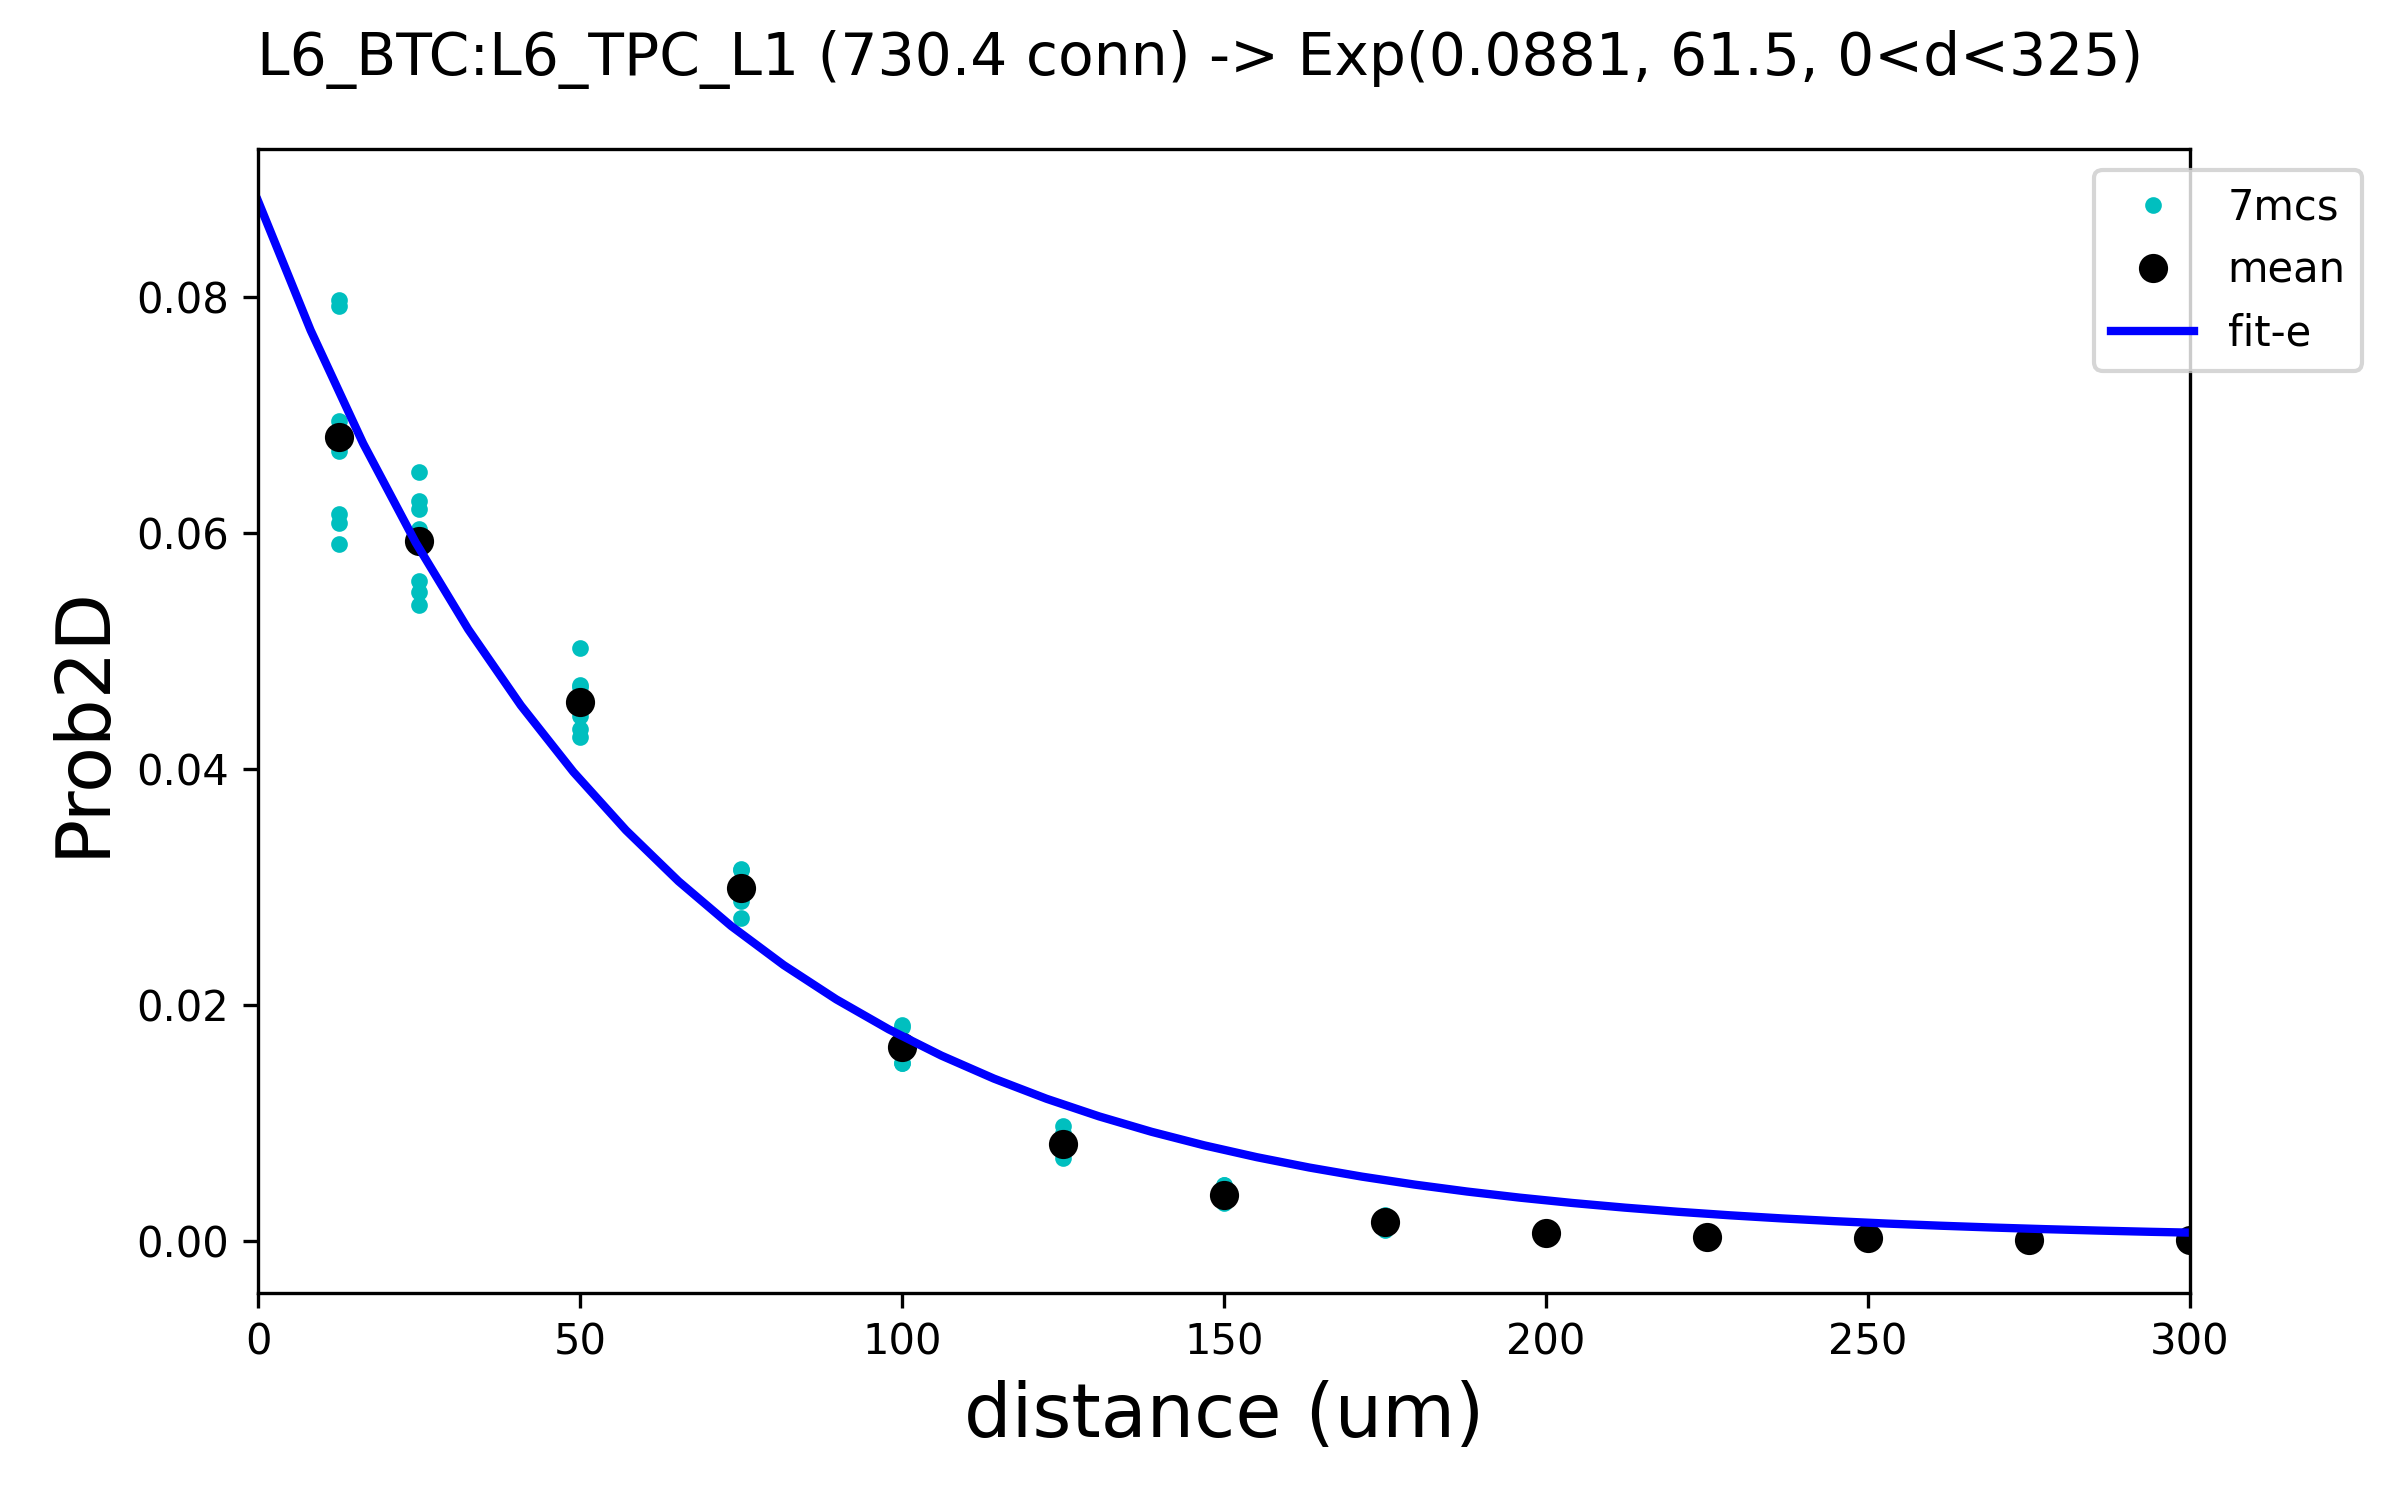 L6_BTC:L6_TPC_L1 (730.4 conn) -> Exp(0.0881, 61.5, 0<d<325)
7mcs
mean
fit-e
Prob2D
0.08
0.06
0.04
0.02
0.00
0 50 100 150 200 250 300
distance (um)